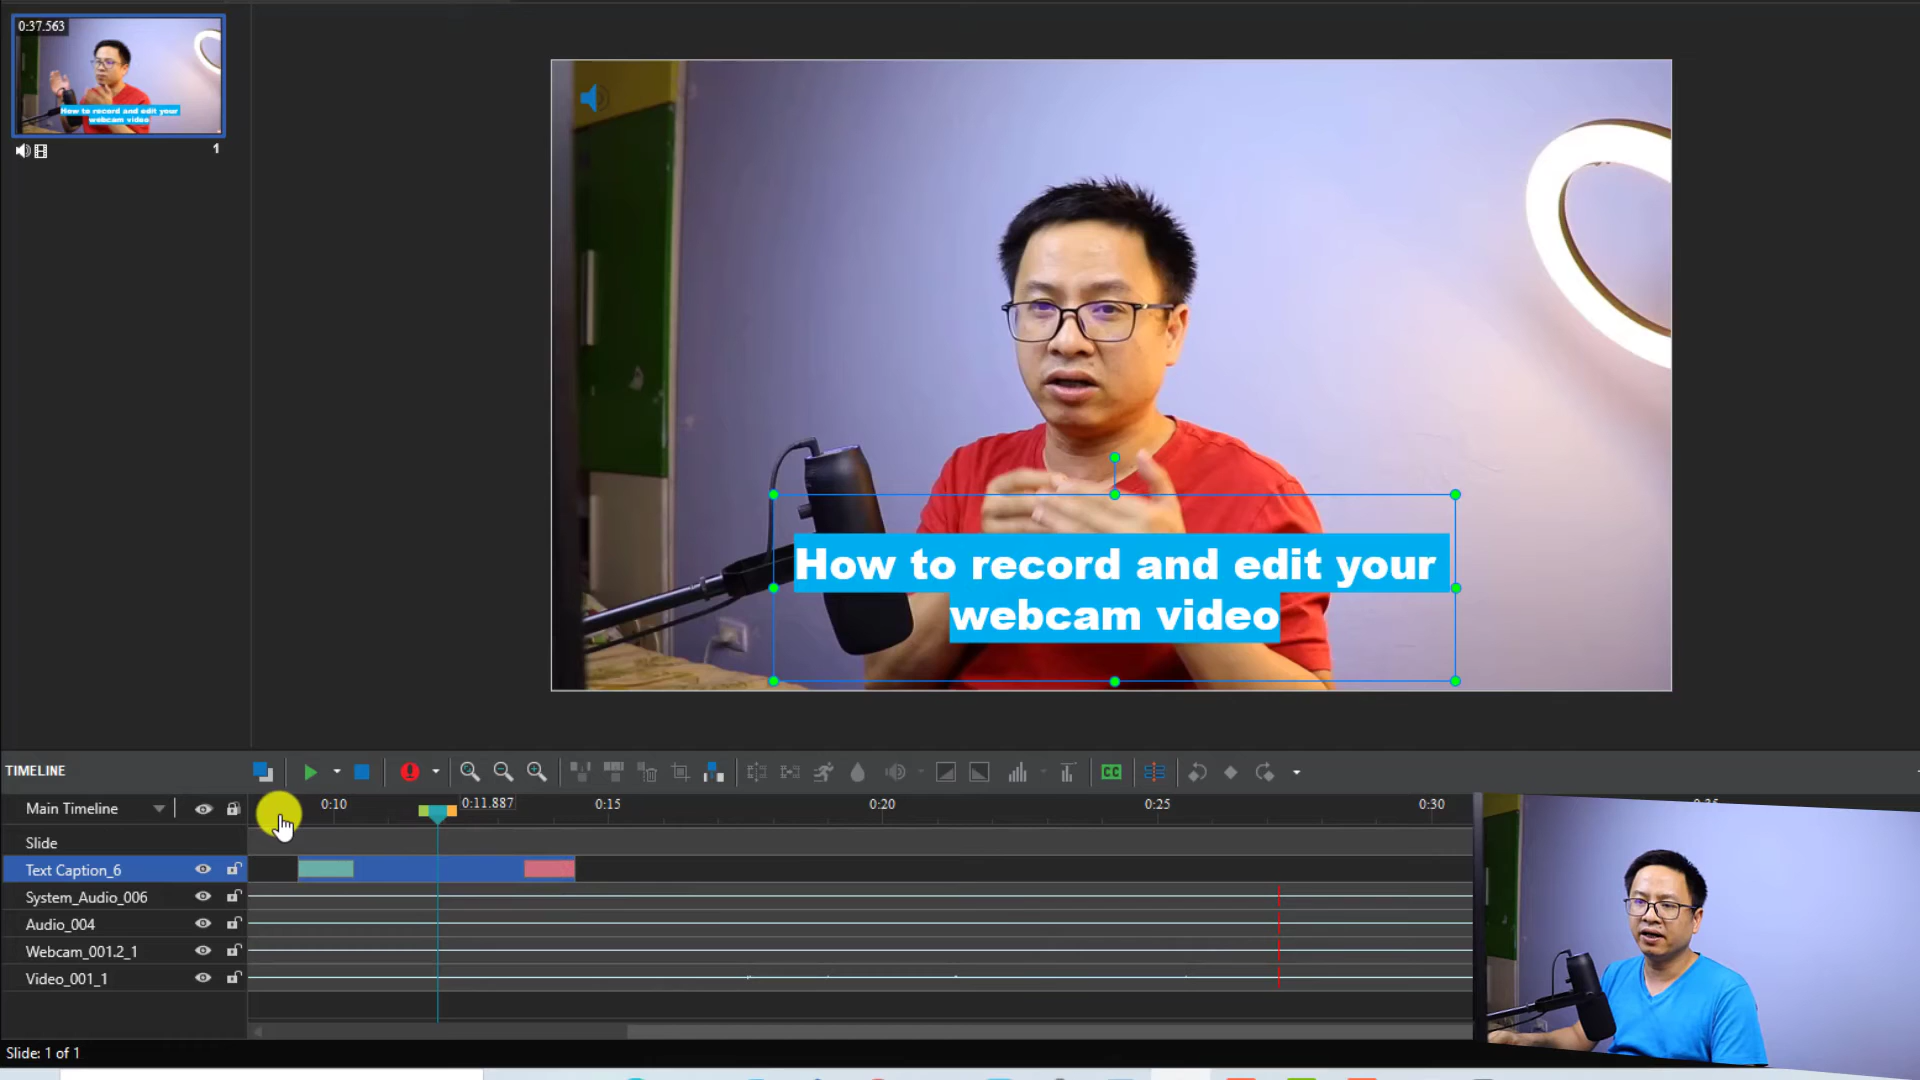 0:37.563
How to record and edit your
webcam video
1
How to record and edit your
webcam video
TIMELINE
CC
Main Timeline
0:10
0:11.887
0:15
0:20
0:25
0:30
Slide
Text Caption_6
System_Audio_006
Audio_004
Webcam_001.2_1
Video_001_1
Slide: 1 of 1